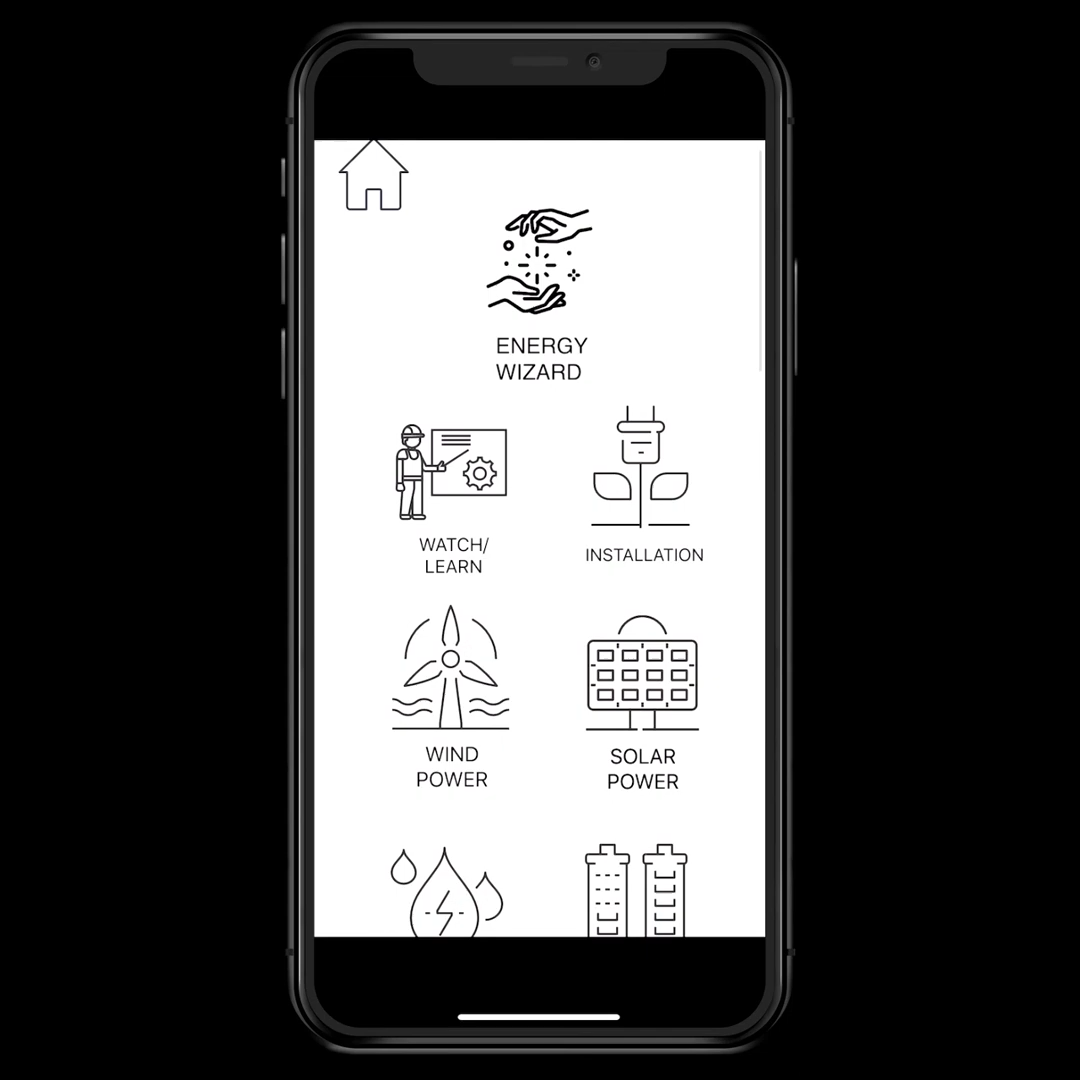 ENERGY
WIZARD
WATCH/
LEARN
INSTALLATION
WIND
POWER
SOLAR
POWER